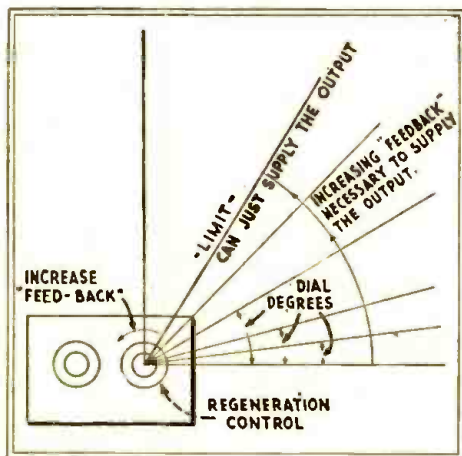 -LIMIT-
CAN JUST SUPPLY THE OUTPUT
INCREASING "FEEDBACK"
NECESSARY TO SUPPLY
THE OUTPUT.
INCREASE
"FEED-BACK"
DIAL
DEGREES
REGENERATION
CONTROL